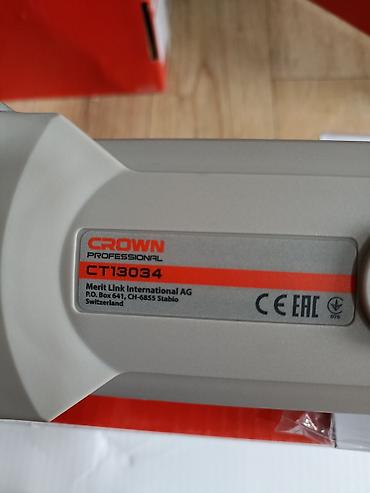 CROWN
PROFESSIONAL
CT13034
Merit Link International AG
P.O. Box 641, CH-6855 Stabio
Switzerland
CE EAC